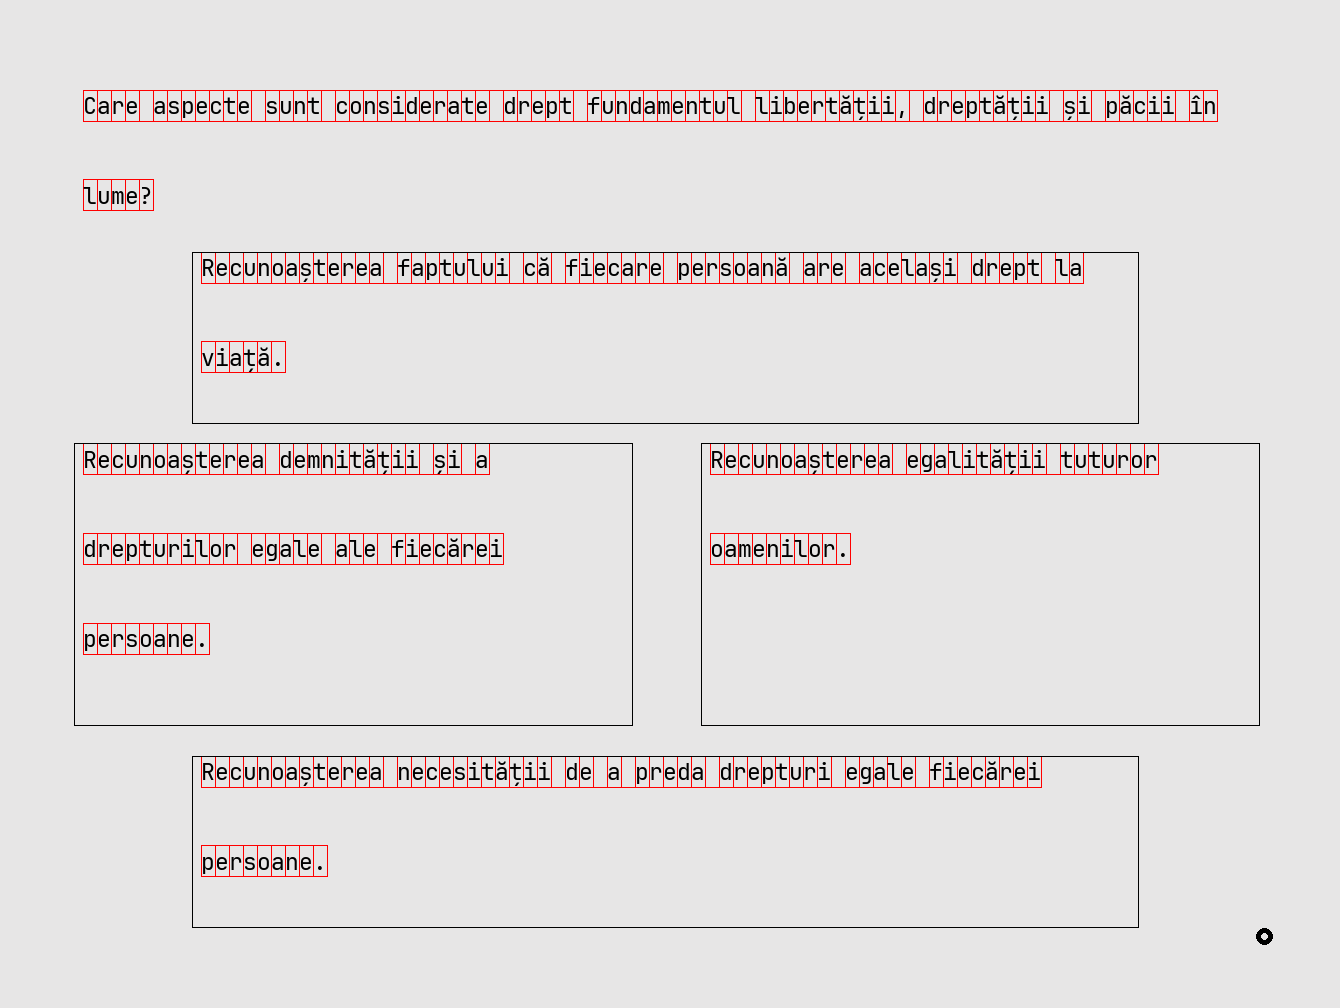 Care aspecte sunt considerate drept fundamentul libertății, dreptății și păcii în
lume?
Recunoașterea faptului că fiecare persoană are același drept la
viață.
Recunoașterea demnității și a
drepturilor egale ale fiecărei
persoane.
Recunoașterea egalității tuturor
oamenilor.
Recunoașterea necesității de a preda drepturi egale fiecărei
persoane.